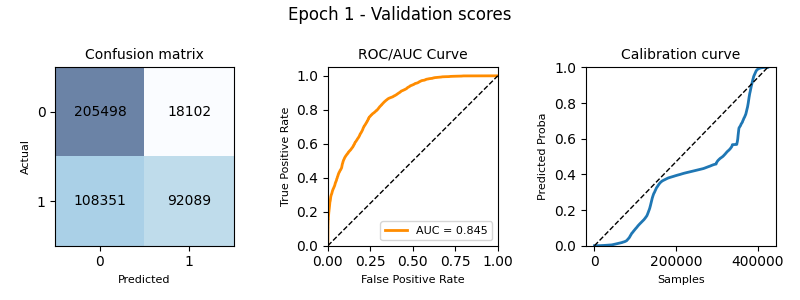 Epoch 1 - Validation scores
Confusion matrix
Actual
0
1
205498 18102
108351 92089
0 1
Predicted
ROC/AUC Curve
True Positive Rate
1.0
0.8
0.6
0.4
0.2
0.0
AUC = 0.845
0.00 0.25 0.50 0.75 1.00
False Positive Rate
Calibration curve
Predicted Proba
1.0
0.8
0.6
0.4
0.2
0.0
0 200000 400000
Samples